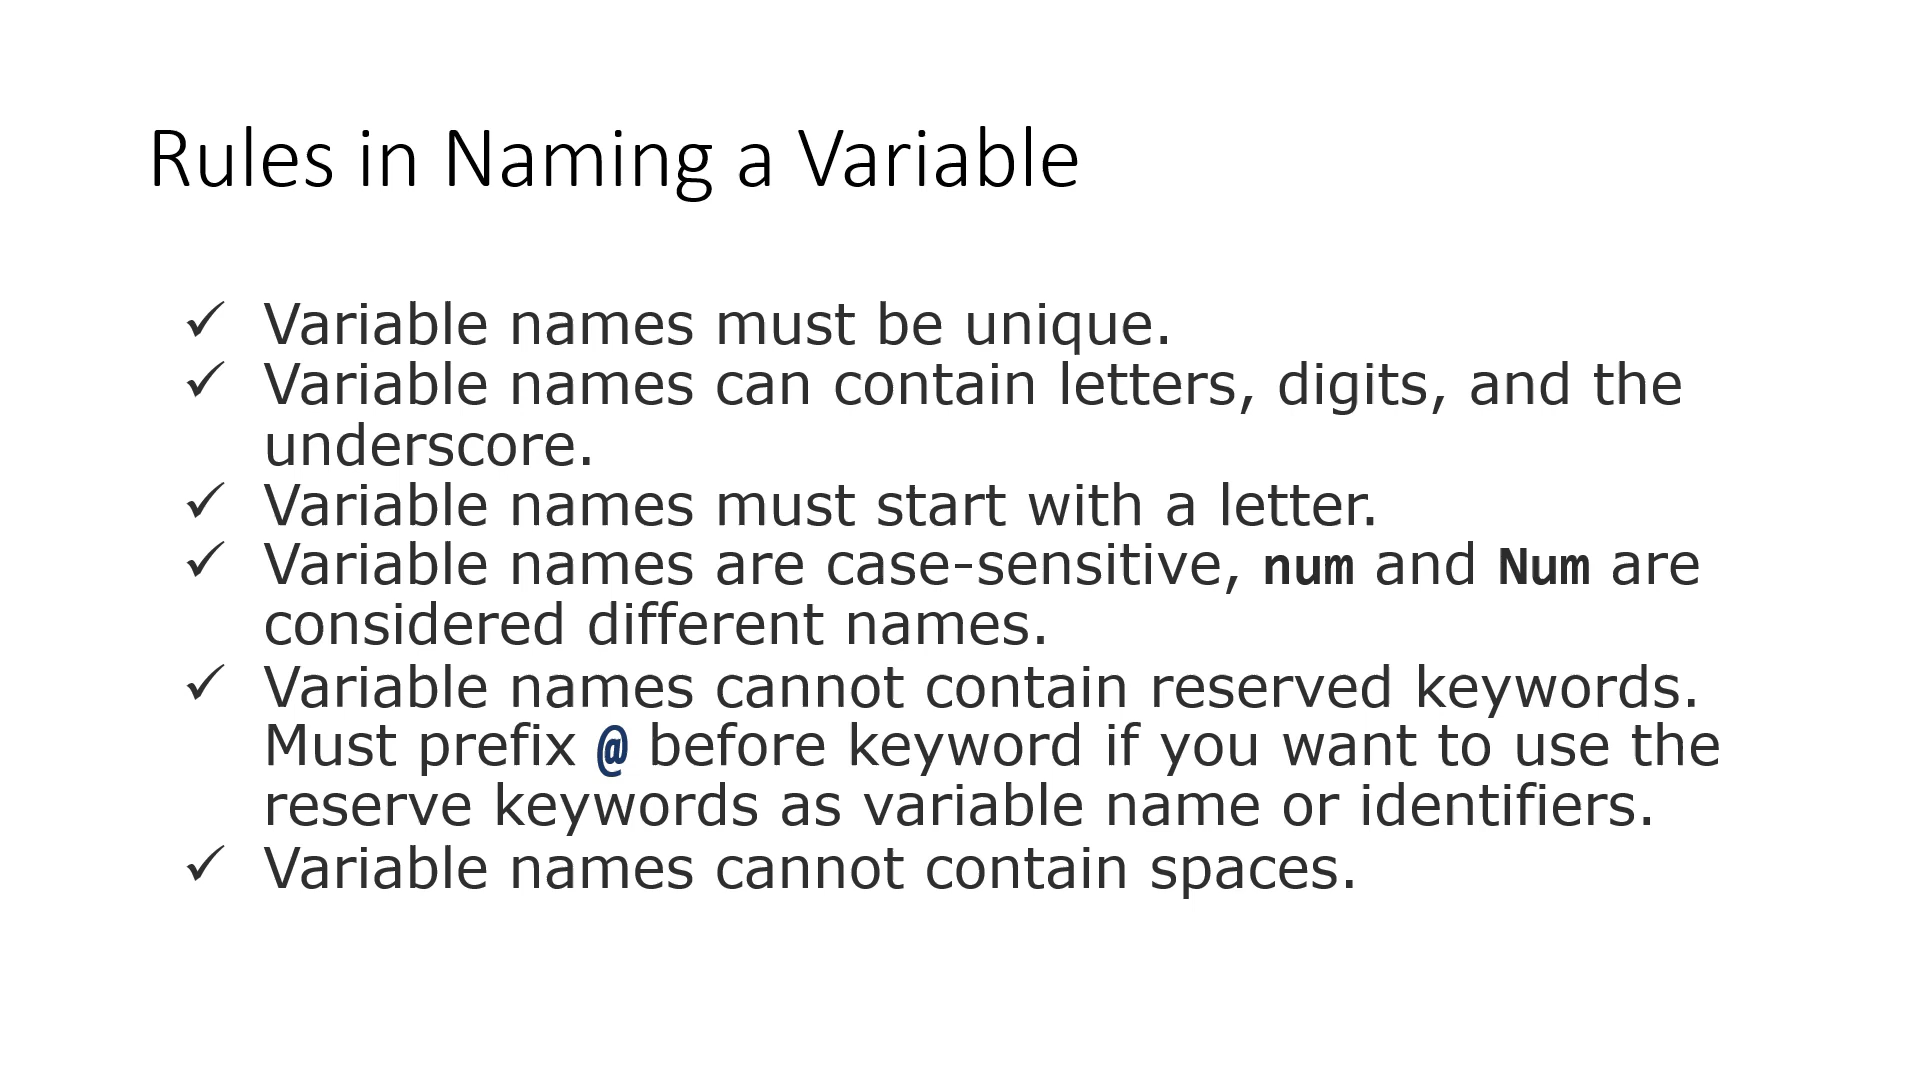 Rules in Naming a Variable
✓ Variable names must be unique.
✓ Variable names can contain letters, digits, and the
underscore.
✓ Variable names must start with a letter.
✓ Variable names are case-sensitive, num and Num are
considered different names.
✓ Variable names cannot contain reserved keywords.
Must prefix @ before keyword if you want to use the
reserve keywords as variable name or identifiers.
✓ Variable names cannot contain spaces.